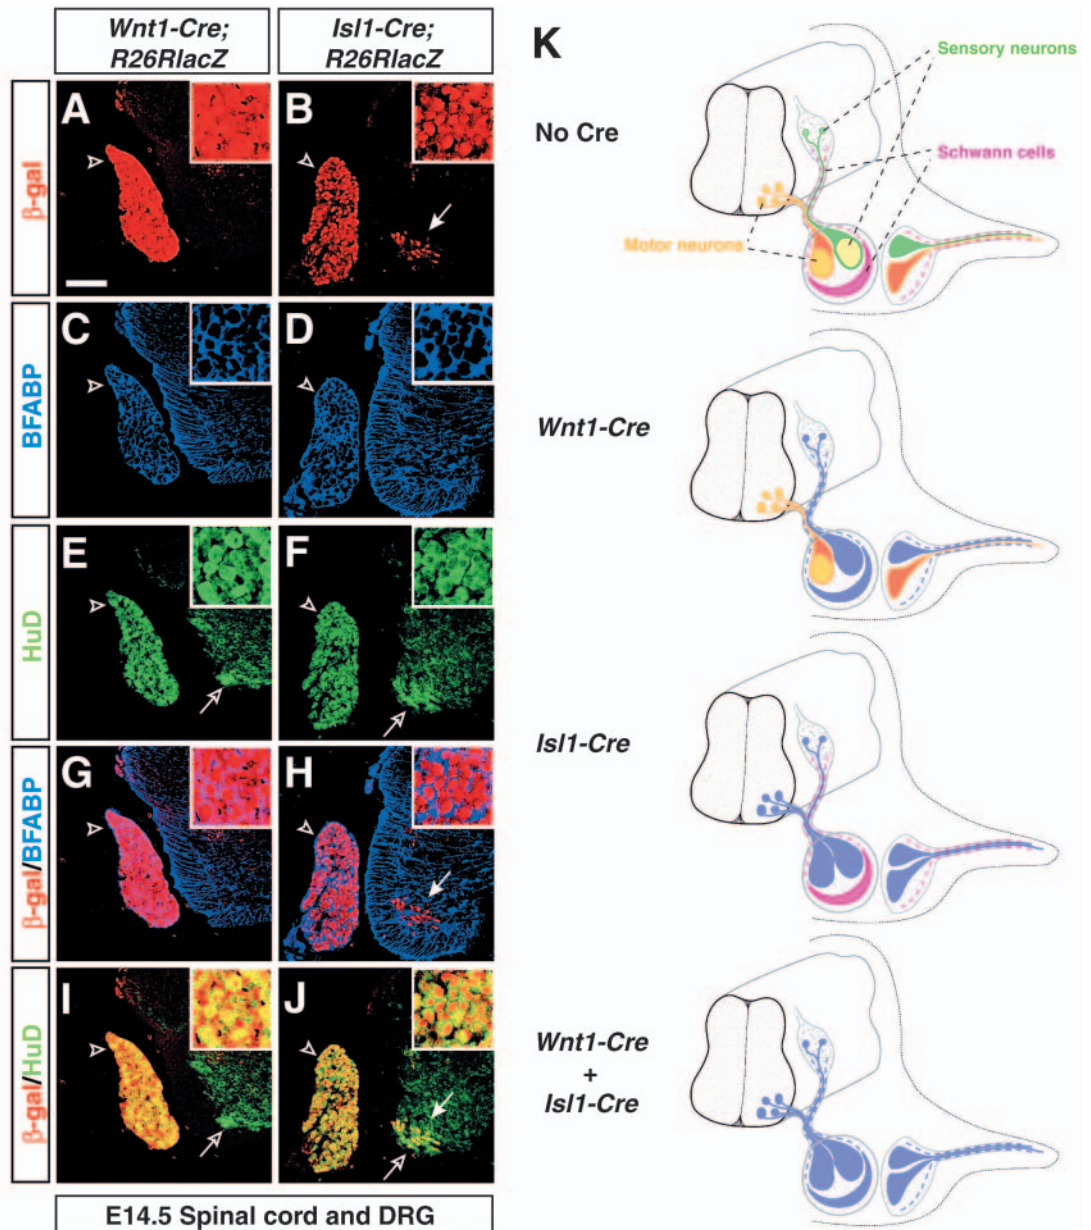 Wnt1-Cre;
R26RlacZ
Isl1-Cre;
R26RlacZ
β-gal
A
B
BFABP
C
D
HuD
E
F
β-gal/BFABP
G
H
β-gal/HuD
I
J
E14.5 Spinal cord and DRG
K
Sensory neurons
No Cre
Schwann cells
Motor neurons
Wnt1-Cre
Isl1-Cre
Wnt1-Cre
+
Isl1-Cre